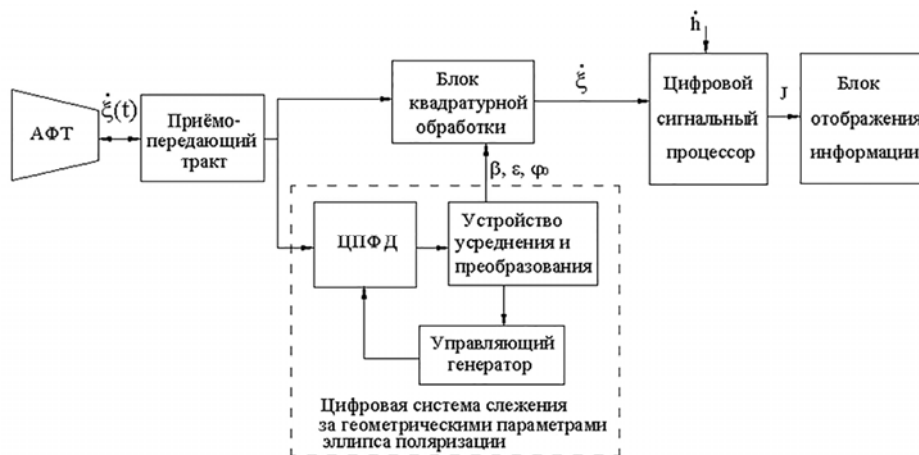 АФТ
ξ̇(t)
Приёмо-
передающий
тракт
Блок
квадратурной
обработки
ξ̇
ḣ
Цифровой
сигнальный
процессор
J
Блок
отображения
информации
β, ε, φ₀
ЦПФД
Устройство
усреднения и
преобразования
Управляющий
генератор
Цифровая система слежения
за геометрическими параметрами
эллипса поляризации